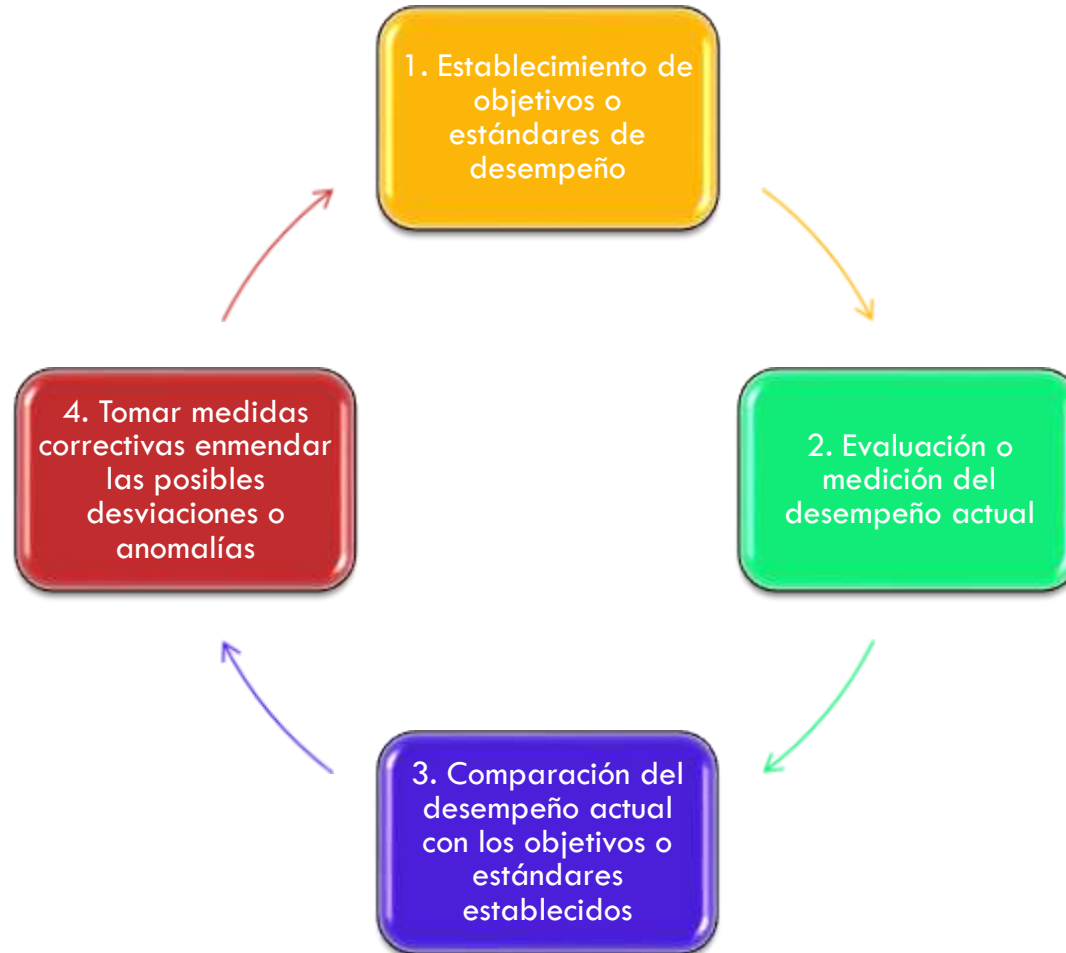 1. Establecimiento de
objetivos o
estándares de
desempeño
2. Evaluación o
medición del
desempeño actual
3. Comparación del
desempeño actual
con los objetivos o
estándares
establecidos
4. Tomar medidas
correctivas enmendar
las posibles
desviaciones o
anomalías